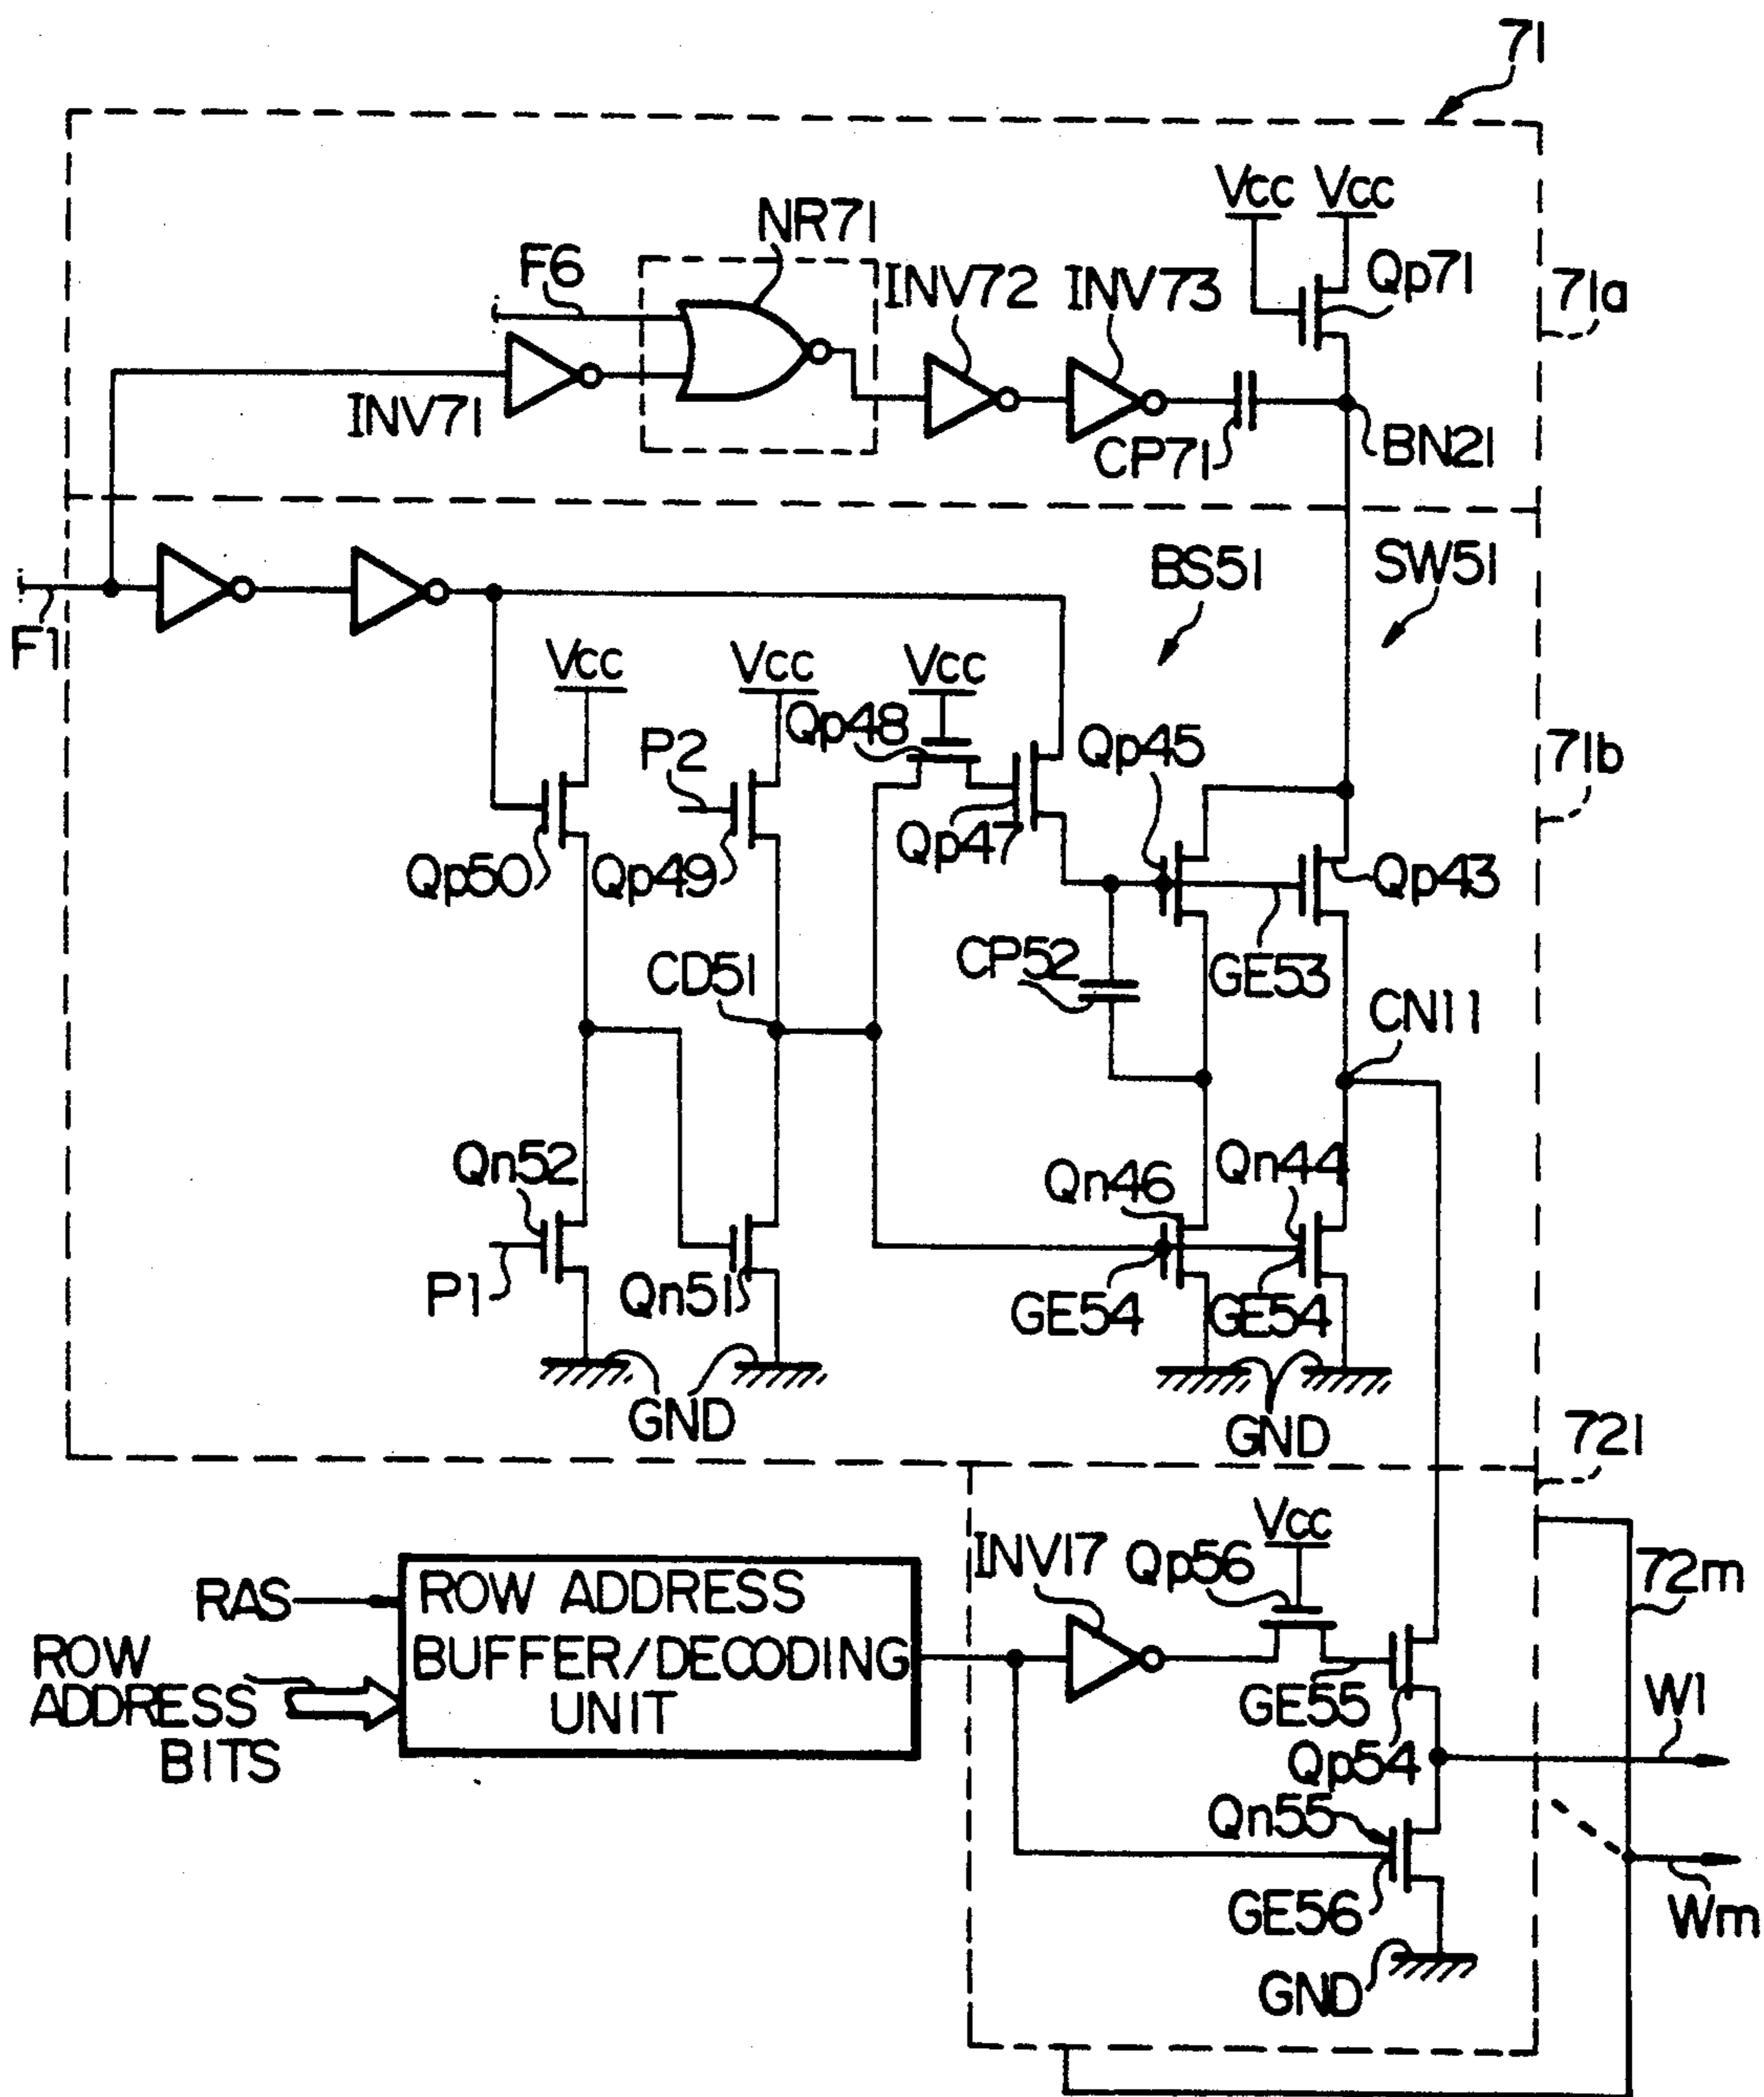 71
Vcc Vcc
NR71
F6
INV72 INV73
Qp71
71a
INV71
CP71
BN21
BS51
SW51
F1
Vcc
Vcc
Vcc
Qp48
P2
Qp45
71b
Qp50
Qp49
Qp47
Qp43
CP52
GE53
CD51
CN11
Qn52
Qn46
Qn44
P1
Qn51
GE54
GE54
GND
GND
721
Vcc
INV17
Qp56
72m
RAS
ROW ADDRESS
BUFFER/DECODING
UNIT
ROW
ADDRESS
BITS
GE55
W1
Qp54
Qn55
GE56
Wm
GND